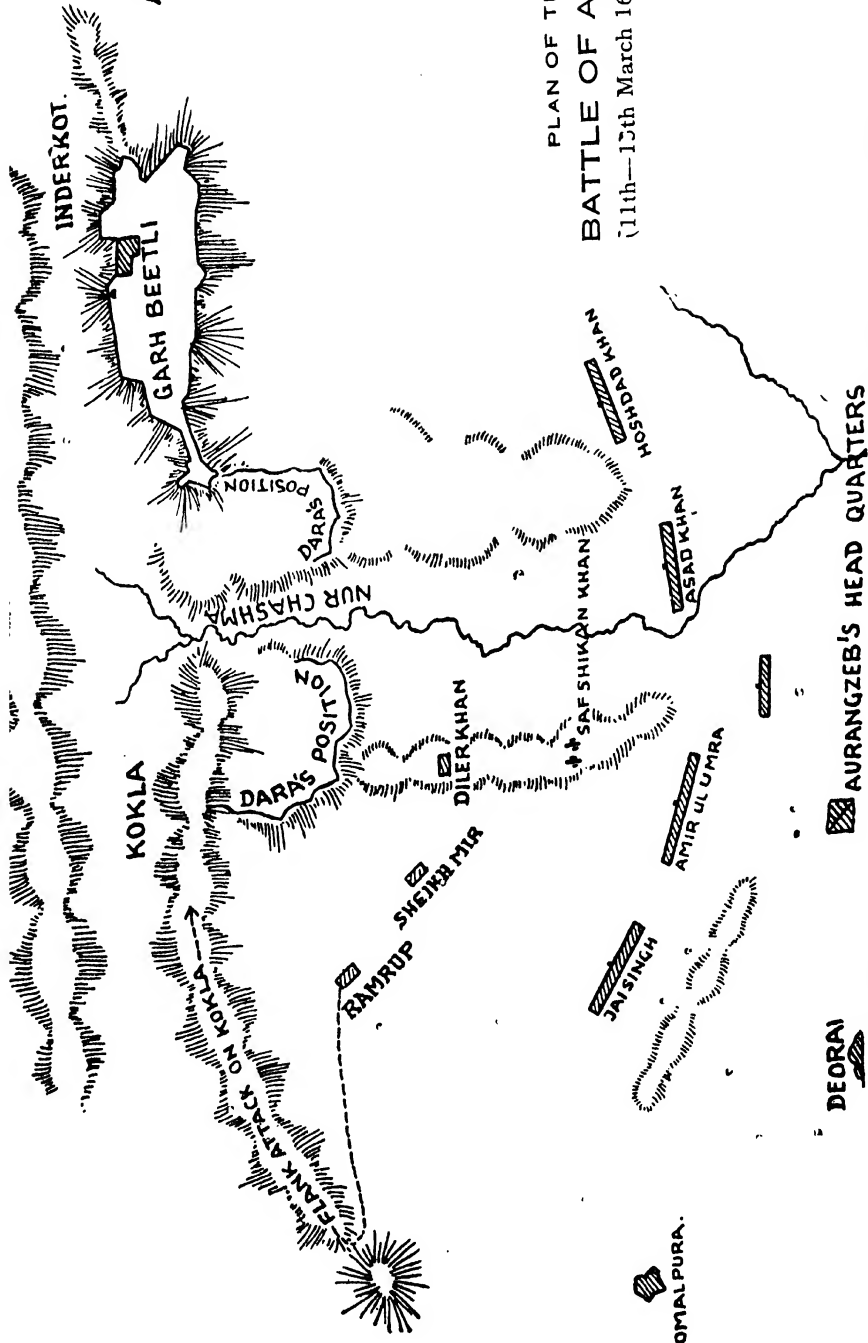 PLAN OF T
BATTLE OF A
(11th—13th March 16
INDERKOT.
GARH BEETLI
DARA'S POSITION
NUR CHASHMA
KOKLA
DARA'S POSITION
FLANK ATTACK ON KOKLA
RAMRUP
SHEIKH MIR
DILER KHAN
SAF SHIKAN KHAN
HOSHDAD KHAN
ASAD KHAN
AMIR UL UMRA
JAI SINGH
AURANGZEB'S HEAD QUARTERS
DEORAI
OMALPURA.